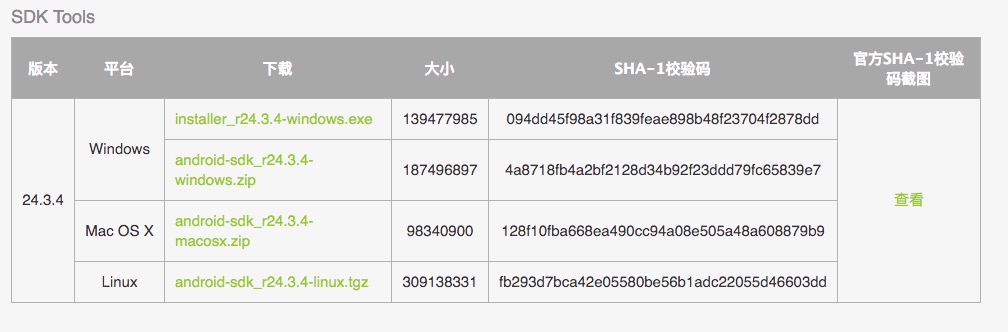 SDK Tools
版本 平台 下载 大小 SHA-1校验码 官方SHA-1校验
码截图
24.3.4 Windows installer_r24.3.4-windows.exe 139477985 094dd45f98a31f839feae898b48f23704f2878dd 查看
android-sdk_r24.3.4-
windows.zip 187496897 4a8718fb4a2bf2128d34b92f23ddd79fc65839e7
Mac OS X android-sdk_r24.3.4-
macosx.zip 98340900 128f10fba668ea490cc94a08e505a48a608879b9
Linux android-sdk_r24.3.4-linux.tgz 309138331 fb293d7bca42e05580be56b1adc22055d46603dd